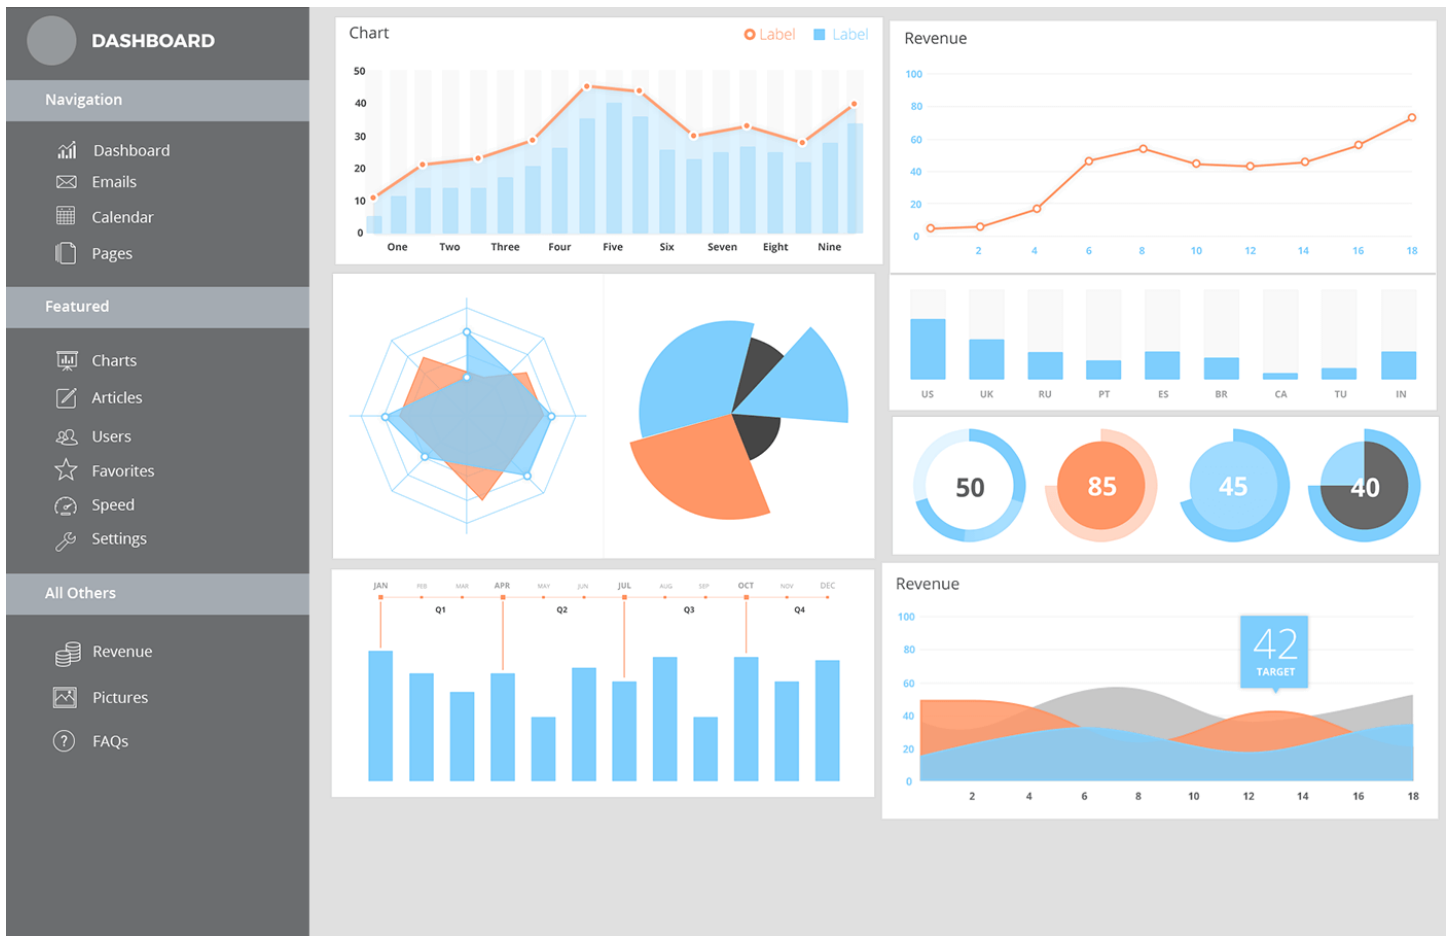 DASHBOARD
Navigation
Dashboard
Emails
Calendar
Pages
Featured
Charts
Articles
Users
Favorites
Speed
Settings
All Others
Revenue
Pictures
? FAQs
Chart
Label Label
50
40
30
20
10
0
One Two Three Four Five Six Seven Eight Nine
Revenue
100
80
60
40
20
0
2 4 6 8 10 12 14 16 18
US UK RU PT ES BR CA TU IN
50 85 45 40
JAN FEB MAR APR MAY JUN JUL AUG SEP OCT NOV DEC
Q1 Q2 Q3 Q4
Revenue
100
80
60
40
20
0
42
TARGET
2 4 6 8 10 12 14 16 18